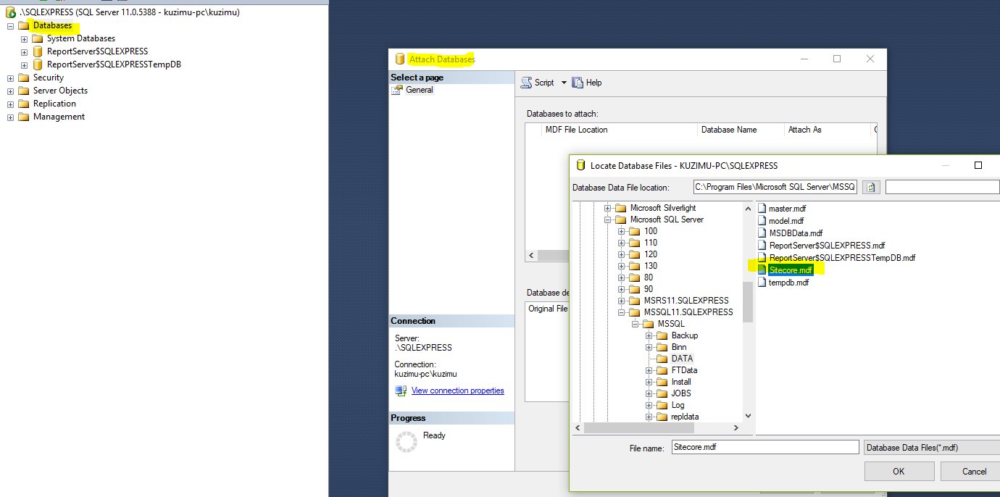 .\SQLEXPRESS (SQL Server 11.0.5388 - kuzimu-pc\kuzimu)
Databases
System Databases
ReportServer$SQLEXPRESS
ReportServer$SQLEXPRESSTempDB
Security
Server Objects
Replication
Management
Attach Databases
Select a page
General
Script
Help
Databases to attach:
MDF File Location
Database Name
Attach As
Database de
Original File
Connection
Server:
.\SQLEXPRESS
Connection:
kuzimu-pc\kuzimu
View connection properties
Progress
Ready
Locate Database Files - KUZIMU-PC\SQLEXPRESS
Database Data File location:
C:\Program Files\Microsoft SQL Server\MSSQ
Microsoft Silverlight
Microsoft SQL Server
100
110
120
130
80
90
MSRS11.SQLEXPRESS
MSSQL11.SQLEXPRESS
MSSQL
Backup
Binn
DATA
FTData
Install
JOBS
Log
repldata
master.mdf
model.mdf
MSDBData.mdf
ReportServer$SQLEXPRESS.mdf
ReportServer$SQLEXPRESSTempDB.mdf
Sitecore.mdf
tempdb.mdf
File name:
Sitecore.mdf
Database Data Files(*.mdf)
OK
Cancel